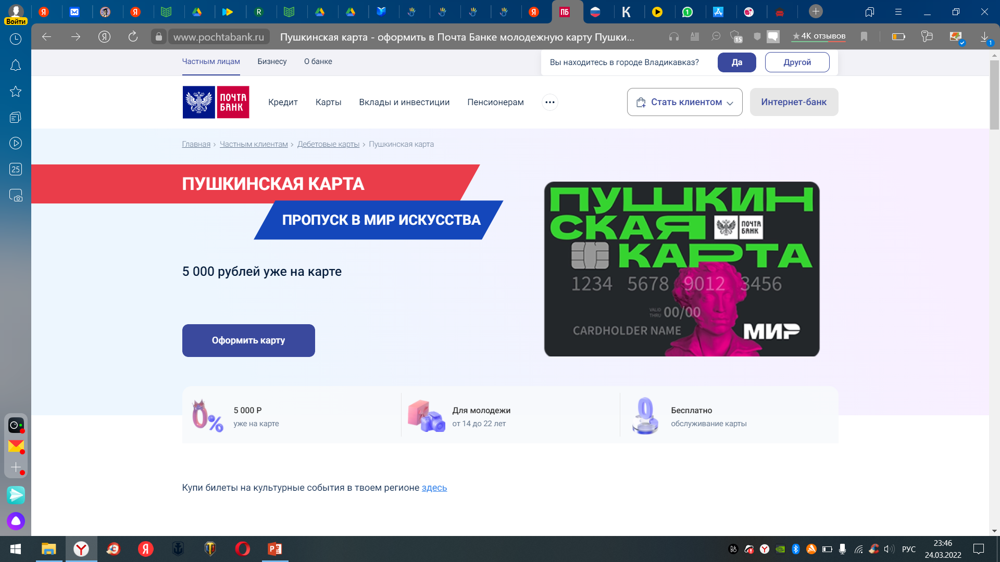 Войти
www.pochtabank.ru
Пушкинская карта - оформить в Почта Банке молодежную карту Пушки...
15
4К отзывов
1
Частным лицам
Бизнесу
О банке
Вы находитесь в городе Владикавказ?
Да
Другой
ПОЧТА
БАНК
Кредит
Карты
Вклады и инвестиции
Пенсионерам
Стать клиентом
Интернет-банк
Главная › Частным клиентам › Дебетовые карты › Пушкинская карта
25
ПУШКИНСКАЯ КАРТА
ПРОПУСК В МИР ИСКУССТВА
5 000 рублей уже на карте
Оформить карту
ПУШКИН
СКАЯ
ПОЧТА
БАНК
КАРТА
1234 5678 9012 3456
VALID
THRU
00/00
CARDHOLDER NAME
МИР
5 000 Р
уже на карте
Для молодежи
от 14 до 22 лет
Бесплатно
обслуживание карты
Купи билеты на культурные события в твоем регионе здесь
РУС
23:46
24.03.2022